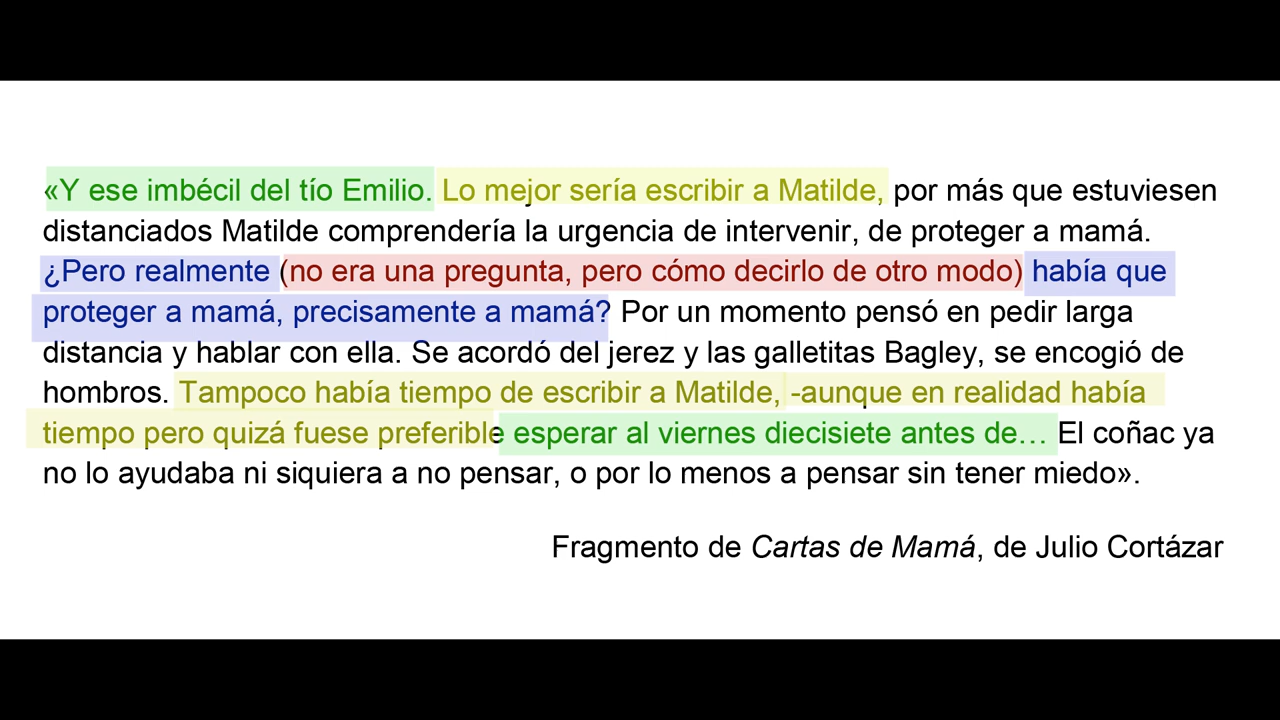 «Y ese imbécil del tío Emilio. Lo mejor sería escribir a Matilde, por más que estuviesen
distanciados Matilde comprendería la urgencia de intervenir, de proteger a mamá.
¿Pero realmente (no era una pregunta, pero cómo decirlo de otro modo) había que
proteger a mamá, precisamente a mamá? Por un momento pensó en pedir larga
distancia y hablar con ella. Se acordó del jerez y las galletitas Bagley, se encogió de
hombros. Tampoco había tiempo de escribir a Matilde, -aunque en realidad había
tiempo pero quizá fuese preferible esperar al viernes diecisiete antes de… El coñac ya
no lo ayudaba ni siquiera a no pensar, o por lo menos a pensar sin tener miedo».
Fragmento de Cartas de Mamá, de Julio Cortázar